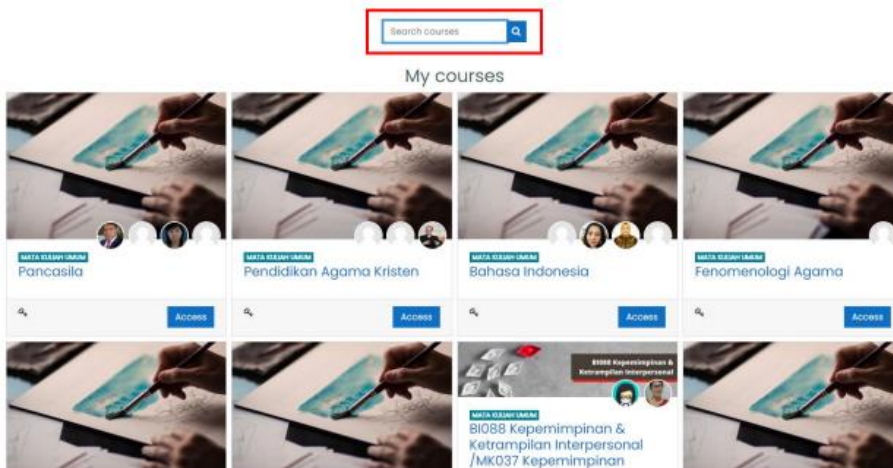 Search courses
My courses
MATA KULIAH UMUM
Pancasila
Access
MATA KULIAH UMUM
Pendidikan Agama Kristen
Access
MATA KULIAH UMUM
Bahasa Indonesia
Access
MATA KULIAH UMUM
Fenomenologi Agama
Access
BI088 Kepemimpinan &
Ketrampilan Interpersonal
MATA KULIAH UMUM
BI088 Kepemimpinan &
Ketrampilan Interpersonal
/MK037 Kepemimpinan